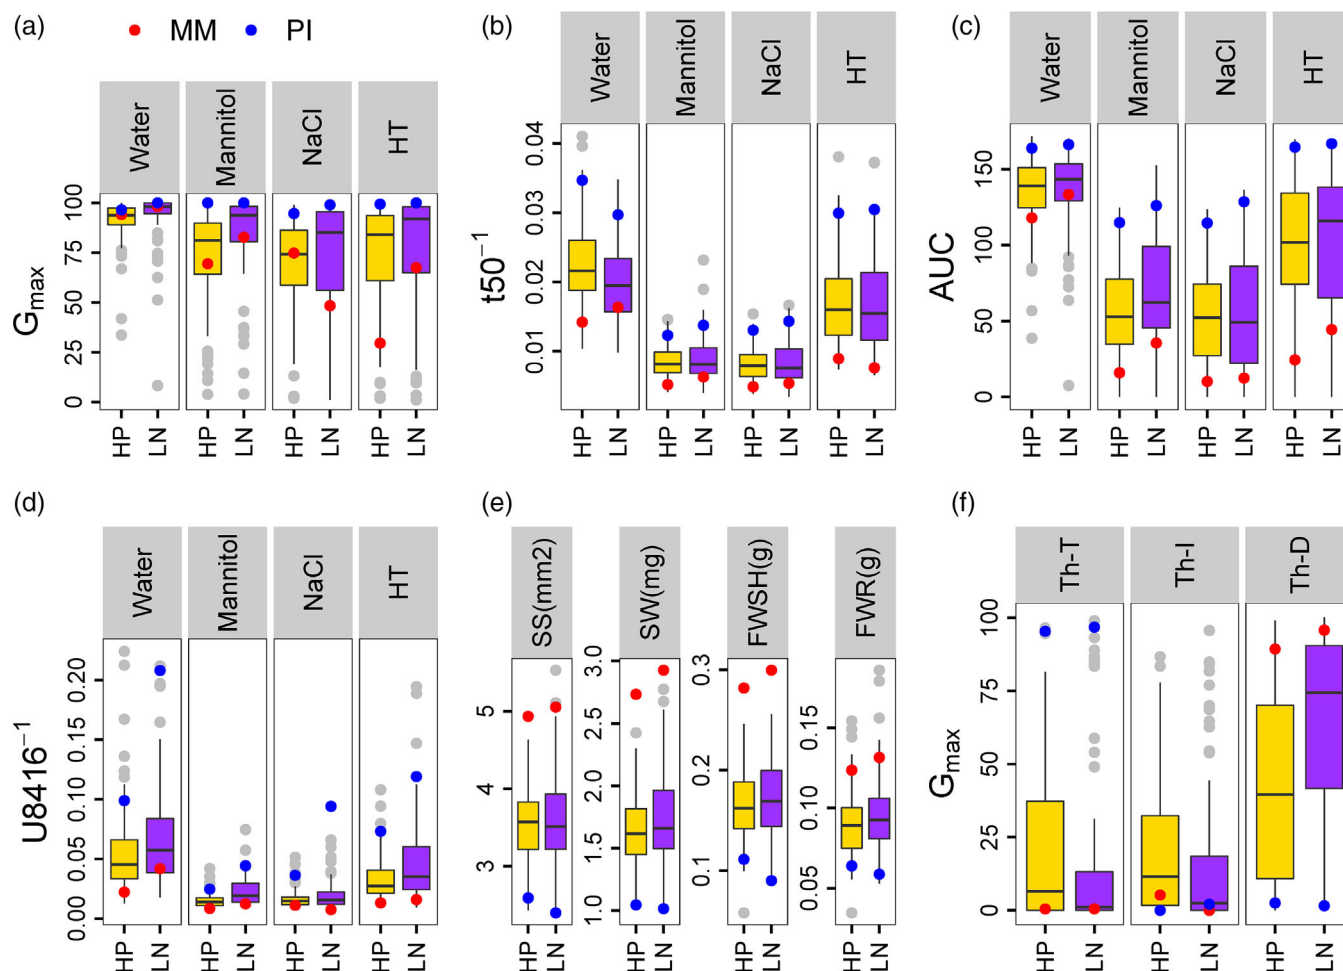 (a) MM PI
Water Mannitol NaCl HT
G_max
100
75
50
25
0
HP LN HP LN HP LN HP LN
(b)
Water Mannitol NaCl HT
t50⁻¹
0.04
0.03
0.02
0.01
HP LN HP LN HP LN HP LN
(c)
Water Mannitol NaCl HT
AUC
150
100
50
0
HP LN HP LN HP LN HP LN
(d)
Water Mannitol NaCl HT
U8416⁻¹
0.20
0.15
0.10
0.05
0.00
HP LN HP LN HP LN HP LN
(e)
SS(mm2) SW(mg) FWSH(g) FWR(g)
5
4
3
3.0
2.5
2.0
1.5
1.0
0.3
0.2
0.1
0.15
0.10
0.05
HP LN HP LN HP LN HP LN
(f)
Th-T Th-I Th-D
G_max
100
75
50
25
0
HP LN HP LN HP LN